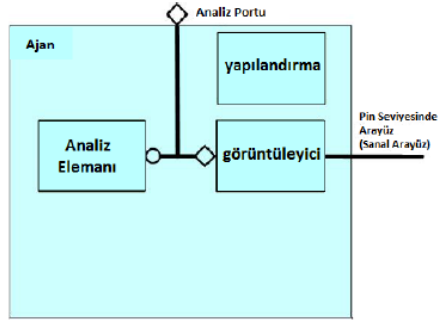 Analiz Portu
Ajan
yapılandırma
Analiz
Elemanı
görüntüleyici
Pin Seviyesinde
Arayüz
(Sanal Arayüz)